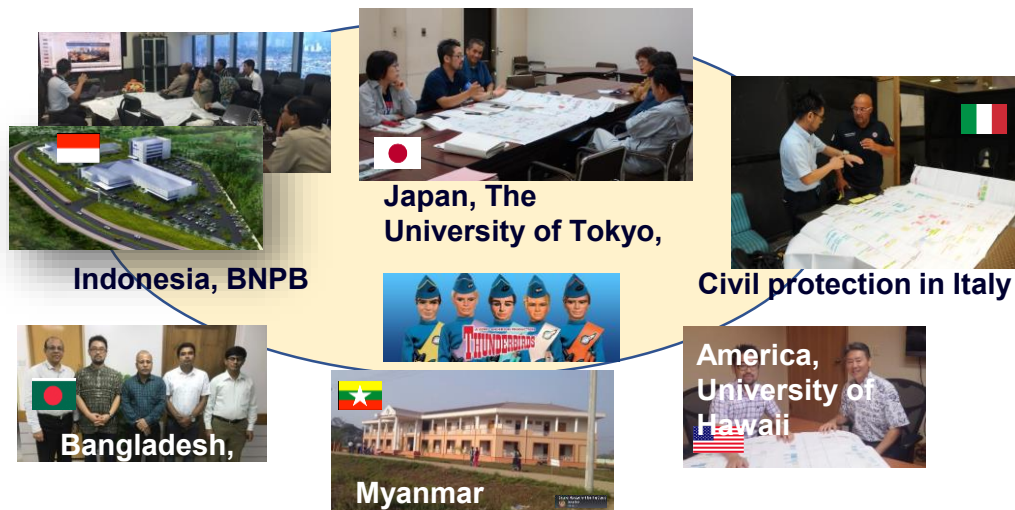 Japan, The
University of Tokyo,
Indonesia, BNPB
Civil protection in Italy
THUNDERBIRDS
America,
University of
Hawaii
Bangladesh,
Myanmar